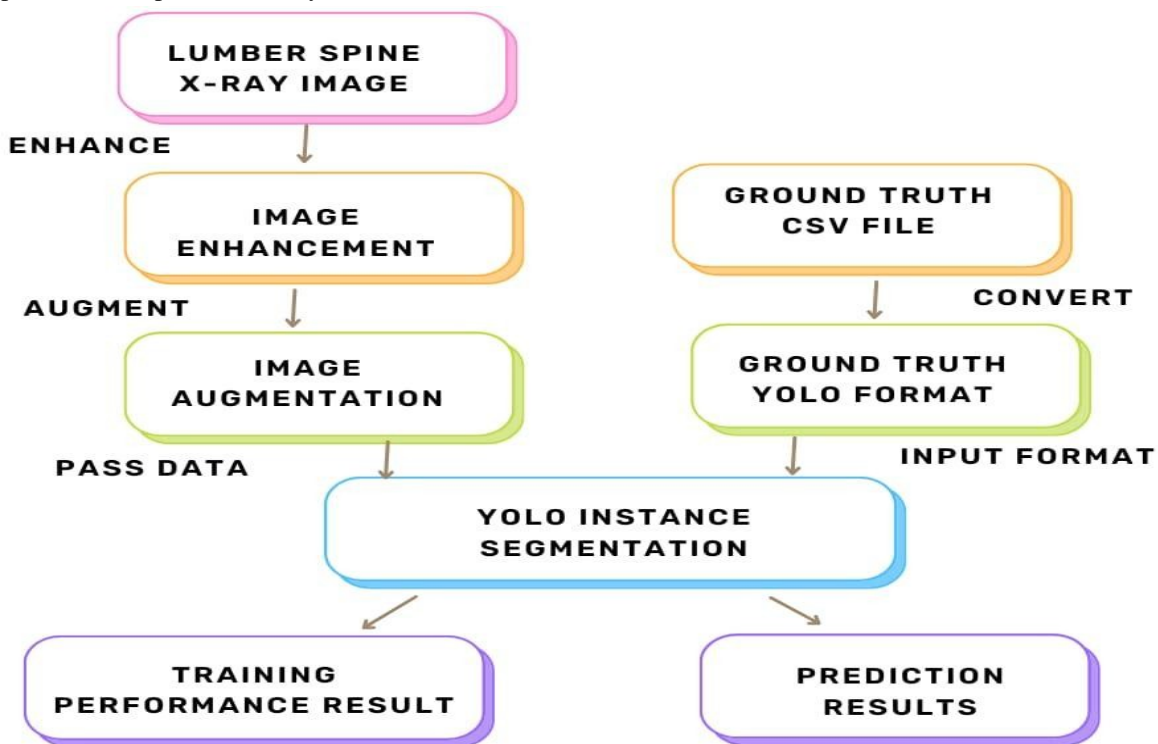 LUMBER SPINE
X-RAY IMAGE
ENHANCE
IMAGE
ENHANCEMENT
GROUND TRUTH
CSV FILE
AUGMENT
CONVERT
IMAGE
AUGMENTATION
GROUND TRUTH
YOLO FORMAT
PASS DATA
INPUT FORMAT
YOLO INSTANCE
SEGMENTATION
TRAINING
PERFORMANCE RESULT
PREDICTION
RESULTS